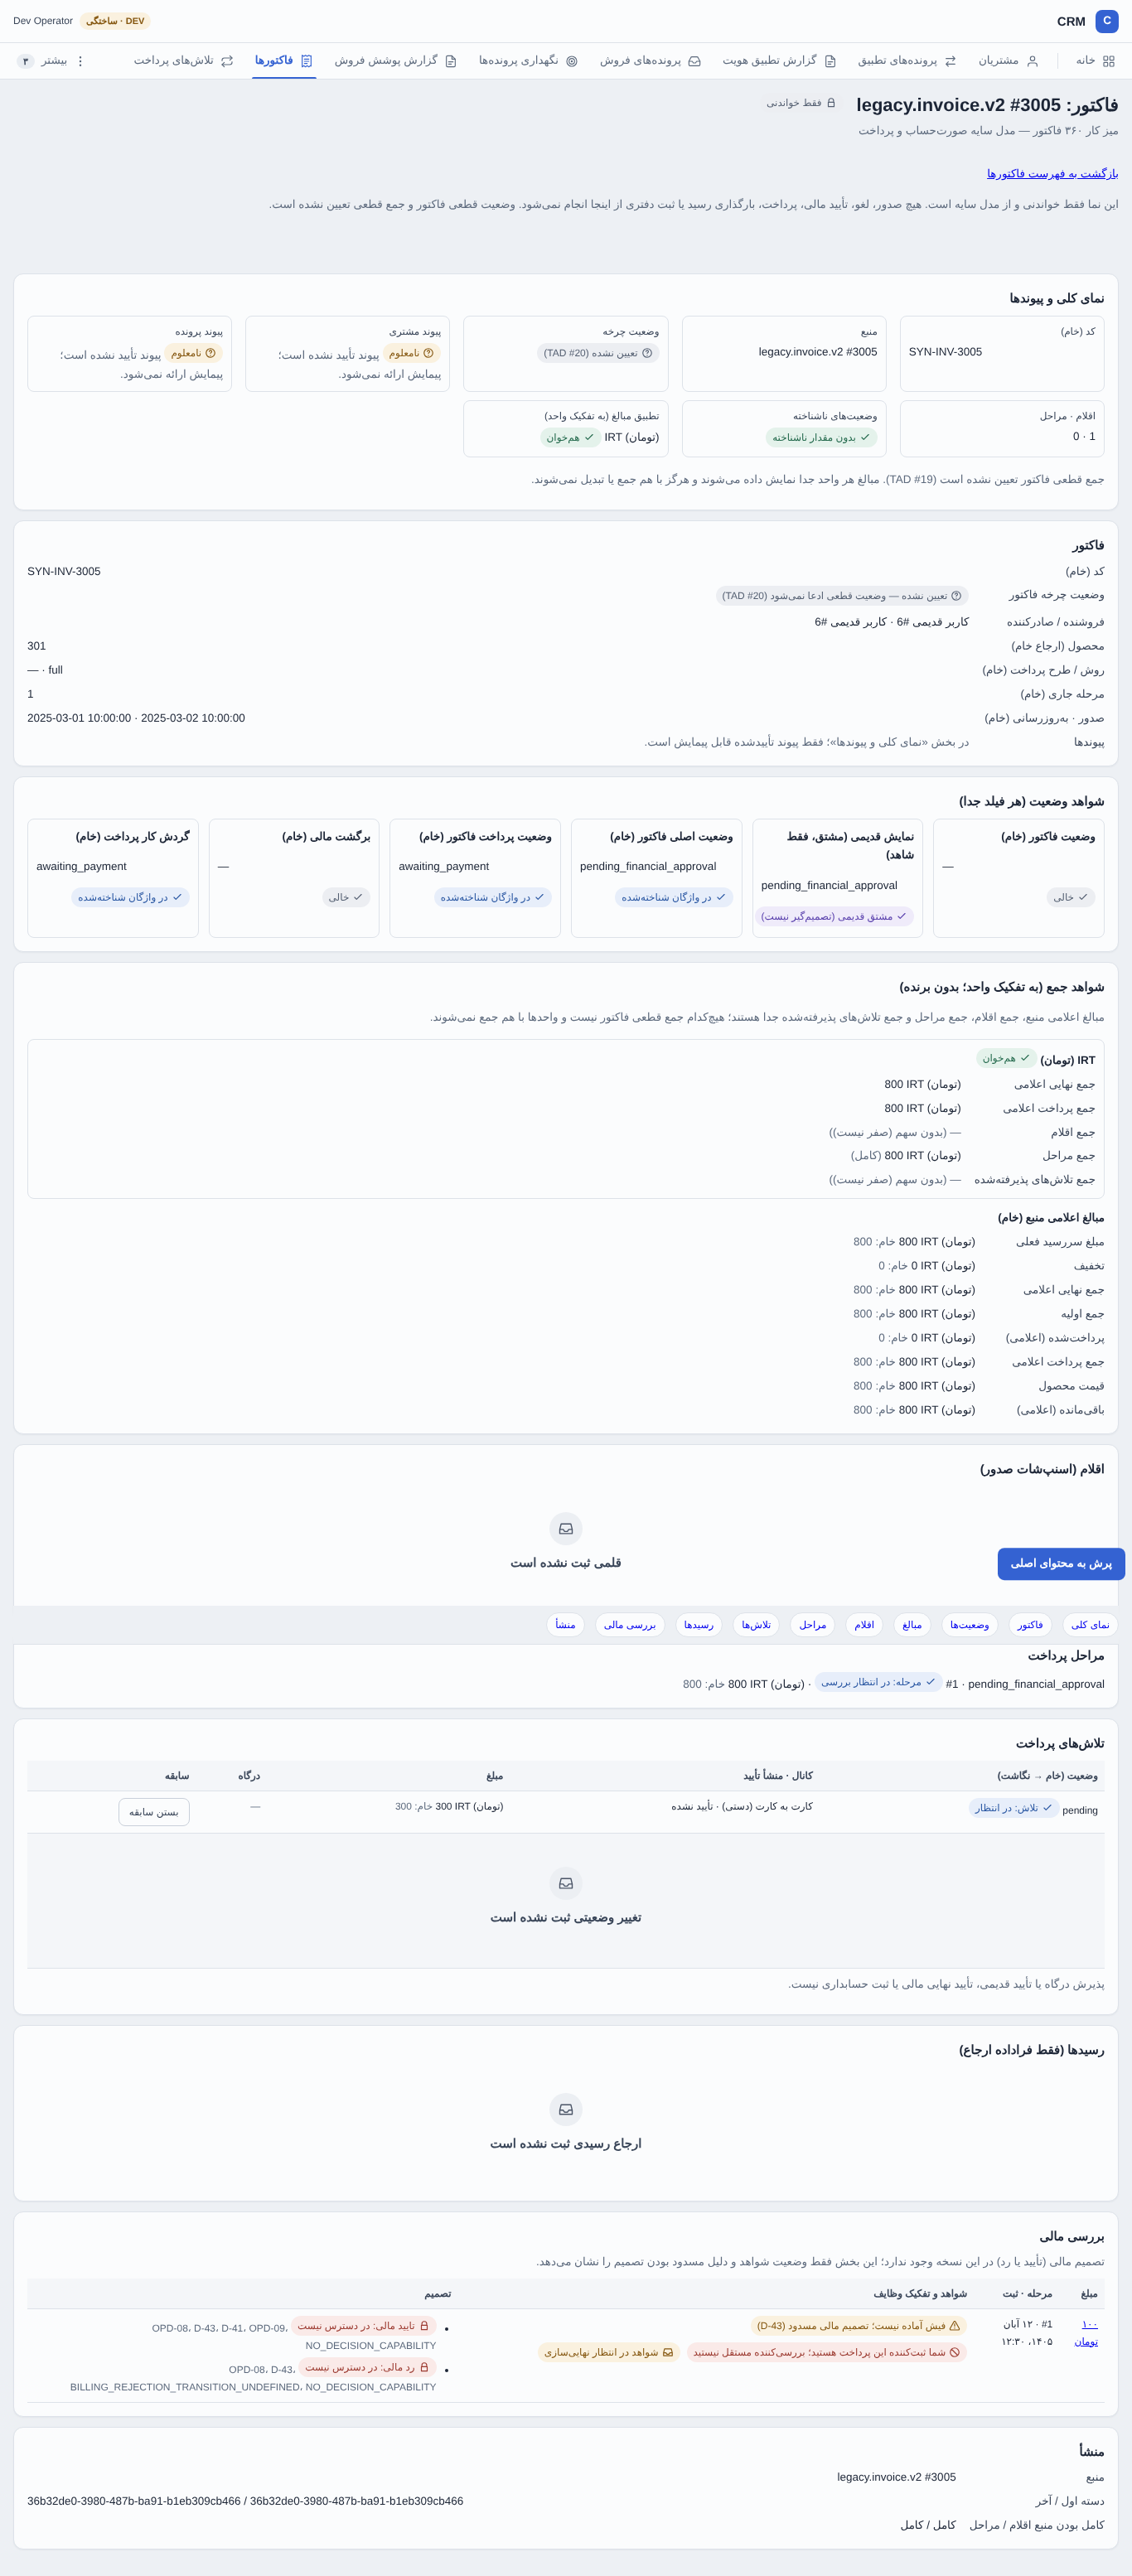 C CRM
DEV · ساختگی Dev Operator
خانه مشتریان پرونده‌های تطبیق گزارش تطبیق هویت پرونده‌های فروش نگهداری پرونده‌ها گزارش پوشش فروش فاکتورها تلاش‌های پرداخت بیشتر ۳
فاکتور: legacy.invoice.v2 #3005 فقط خواندنی
میز کار ۳۶۰ فاکتور — مدل سایه صورت‌حساب و پرداخت
بازگشت به فهرست فاکتورها
این نما فقط خواندنی و از مدل سایه است. هیچ صدور، لغو، تأیید مالی، پرداخت، بارگذاری رسید یا ثبت دفتری از اینجا انجام نمی‌شود. وضعیت قطعی فاکتور و جمع قطعی تعیین نشده است.
نمای کلی و پیوندها
کد (خام)
SYN-INV-3005
منبع
legacy.invoice.v2 #3005
وضعیت چرخه
تعیین نشده (TAD #20)
پیوند مشتری
نامعلوم پیوند تأیید نشده است؛
پیمایش ارائه نمی‌شود.
پیوند پرونده
نامعلوم پیوند تأیید نشده است؛
پیمایش ارائه نمی‌شود.
اقلام · مراحل
0 · 1
وضعیت‌های ناشناخته
بدون مقدار ناشناخته
تطبیق مبالغ (به تفکیک واحد)
IRT (تومان) هم‌خوان
جمع قطعی فاکتور تعیین نشده است (TAD #19). مبالغ هر واحد جدا نمایش داده می‌شوند و هرگز با هم جمع یا تبدیل نمی‌شوند.
فاکتور
کد (خام) SYN-INV-3005
وضعیت چرخه فاکتور تعیین نشده — وضعیت قطعی ادعا نمی‌شود (TAD #20)
فروشنده / صادرکننده کاربر قدیمی #6 · کاربر قدیمی #6
محصول (ارجاع خام) 301
روش / طرح پرداخت (خام) — · full
مرحله جاری (خام) 1
صدور · به‌روزرسانی (خام) 2025-03-01 10:00:00 · 2025-03-02 10:00:00
پیوندها در بخش «نمای کلی و پیوندها»؛ فقط پیوند تأییدشده قابل پیمایش است.
شواهد وضعیت (هر فیلد جدا)
وضعیت فاکتور (خام)
—
خالی
نمایش قدیمی (مشتق، فقط
شاهد)
pending_financial_approval
مشتق قدیمی (تصمیم‌گیر نیست)
وضعیت اصلی فاکتور (خام)
pending_financial_approval
در واژگان شناخته‌شده
وضعیت پرداخت فاکتور (خام)
awaiting_payment
در واژگان شناخته‌شده
برگشت مالی (خام)
—
خالی
گردش کار پرداخت (خام)
awaiting_payment
در واژگان شناخته‌شده
شواهد جمع (به تفکیک واحد؛ بدون برنده)
مبالغ اعلامی منبع، جمع اقلام، جمع مراحل و جمع تلاش‌های پذیرفته‌شده جدا هستند؛ هیچ‌کدام جمع قطعی فاکتور نیست و واحدها با هم جمع نمی‌شوند.
IRT (تومان) هم‌خوان
جمع نهایی اعلامی 800 IRT (تومان)
جمع پرداخت اعلامی 800 IRT (تومان)
جمع اقلام — (بدون سهم (صفر نیست))
جمع مراحل 800 IRT (تومان) (کامل)
جمع تلاش‌های پذیرفته‌شده — (بدون سهم (صفر نیست))
مبالغ اعلامی منبع (خام)
مبلغ سررسید فعلی 800 IRT (تومان) خام: 800
تخفیف 0 IRT (تومان) خام: 0
جمع نهایی اعلامی 800 IRT (تومان) خام: 800
جمع اولیه 800 IRT (تومان) خام: 800
پرداخت‌شده (اعلامی) 0 IRT (تومان) خام: 0
جمع پرداخت اعلامی 800 IRT (تومان) خام: 800
قیمت محصول 800 IRT (تومان) خام: 800
باقی‌مانده (اعلامی) 800 IRT (تومان) خام: 800
اقلام (اسنپ‌شات صدور)
قلمی ثبت نشده است
پرش به محتوای اصلی
نمای کلی فاکتور وضعیت‌ها مبالغ اقلام مراحل تلاش‌ها رسیدها بررسی مالی منشأ
مراحل پرداخت
#1 · pending_financial_approval مرحله: در انتظار بررسی · 800 IRT (تومان) خام: 800
تلاش‌های پرداخت
وضعیت (خام → نگاشت) کانال · منشأ تأیید مبلغ درگاه سابقه
pending تلاش: در انتظار کارت به کارت (دستی) · تأیید نشده 300 IRT (تومان) خام: 300 — بستن سابقه
تغییر وضعیتی ثبت نشده است
پذیرش درگاه یا تأیید قدیمی، تأیید نهایی مالی یا ثبت حسابداری نیست.
رسیدها (فقط فراداده ارجاع)
ارجاع رسیدی ثبت نشده است
بررسی مالی
تصمیم مالی (تأیید یا رد) در این نسخه وجود ندارد؛ این بخش فقط وضعیت شواهد و دلیل مسدود بودن تصمیم را نشان می‌دهد.
مبلغ مرحله · ثبت شواهد و تفکیک وظایف تصمیم
۱۰۰ تومان
#1 · ۱۲ آبان ۱۴۰۵، ۱۲:۳۰
فیش آماده نیست؛ تصمیم مالی مسدود (D-43)
شما ثبت‌کننده این پرداخت هستید؛ بررسی‌کننده مستقل نیستید شواهد در انتظار نهایی‌سازی
تایید مالی: در دسترس نیست OPD-08، D-43، D-41، OPD-09،
NO_DECISION_CAPABILITY
رد مالی: در دسترس نیست OPD-08، D-43،
BILLING_REJECTION_TRANSITION_UNDEFINED، NO_DECISION_CAPABILITY
منشأ
منبع legacy.invoice.v2 #3005
دسته اول / آخر 36b32de0-3980-487b-ba91-b1eb309cb466 / 36b32de0-3980-487b-ba91-b1eb309cb466
کامل بودن منبع اقلام / مراحل کامل / کامل